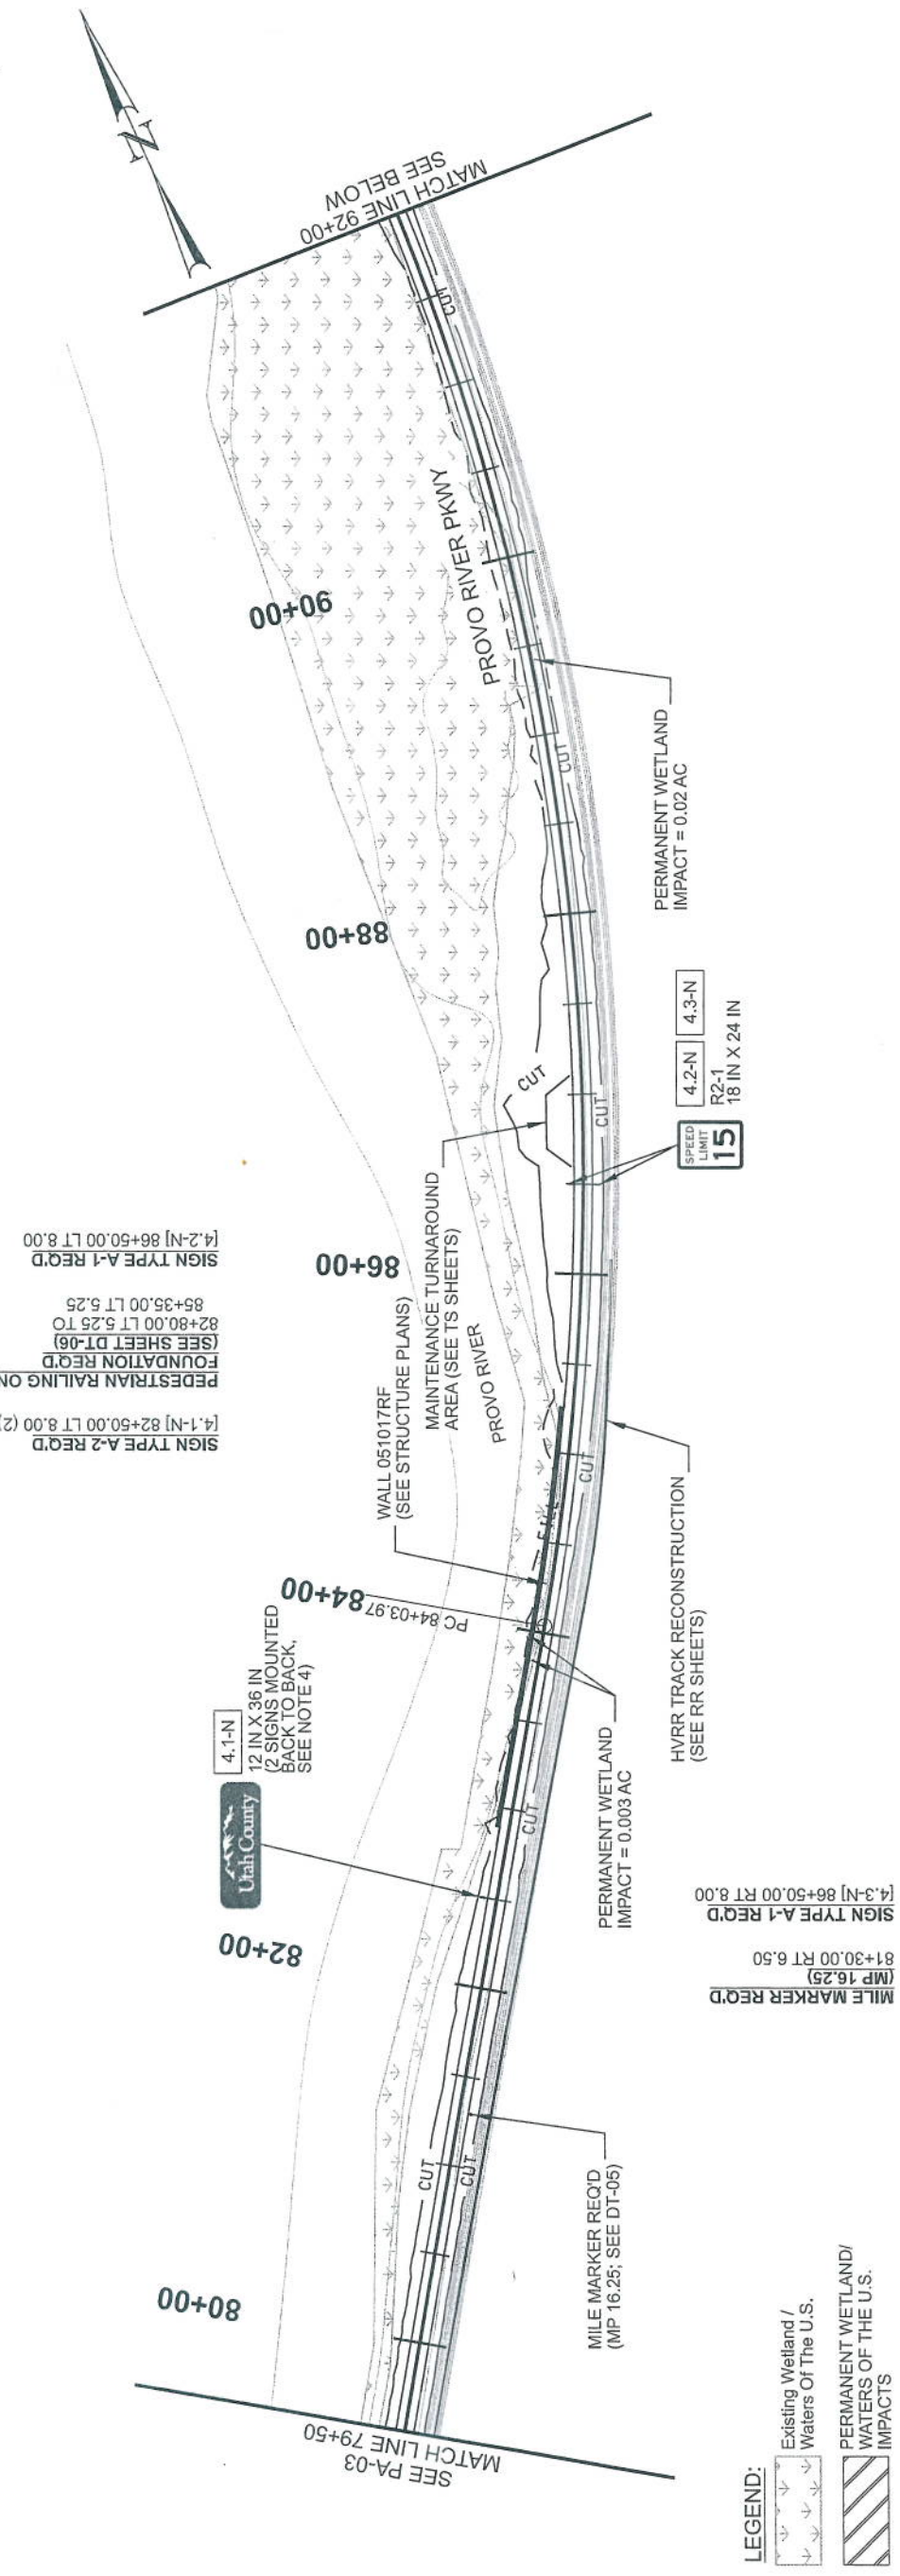 N
MATCH LINE 92+00
SEE BELOW
90+00
PROVO RIVER PKWY
88+00
PERMANENT WETLAND
IMPACT = 0.02 AC
CUT
CUT
CUT
CUT
4.2-N 4.3-N
R2-1
18 IN X 24 IN
SPEED
LIMIT
15
86+00
MAINTENANCE TURNAROUND
AREA (SEE TS SHEETS)
PROVO RIVER
WALL 051017RF
(SEE STRUCTURE PLANS)
SIGN TYPE A-2 REQ'D
[4.1-N] 82+50.00 LT 8.00 (2)
PEDESTRIAN RAILING ON
FOUNDATION REQ'D
(SEE SHEET DT-06)
82+80.00 LT 5.25 TO
85+35.00 LT 5.25
SIGN TYPE A-1 REQ'D
[4.2-N] 86+50.00 LT 8.00
84+00
PC 84+03.97
FILL
CUT
HVRR TRACK RECONSTRUCTION
(SEE RR SHEETS)
4.1-N
12 IN X 36 IN
(2 SIGNS MOUNTED
BACK TO BACK,
SEE NOTE 4)
Utah County
PERMANENT WETLAND
IMPACT = 0.003 AC
CUT
82+00
MILE MARKER REQ'D
(MP 16.25)
81+30.00 RT 6.50
SIGN TYPE A-1 REQ'D
[4.3-N] 86+50.00 RT 8.00
CUT
CUT
MILE MARKER REQ'D
(MP 16.25; SEE DT-05)
80+00
MATCH LINE 79+50
SEE PA-03
LEGEND:
Existing Wetland /
Waters Of The U.S.
PERMANENT WETLAND/
WATERS OF THE U.S.
IMPACTS